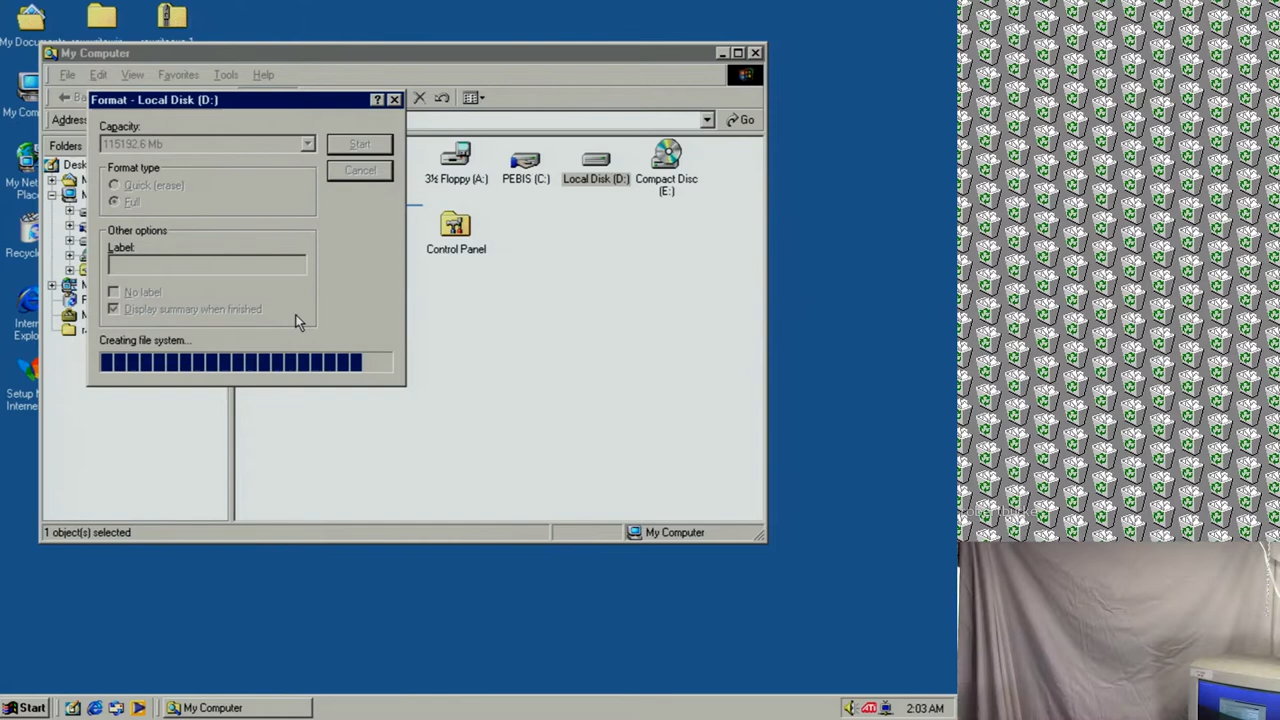 My Documents
My Computer
File Edit View Favorites Tools Help
Format - Local Disk (D:)
Address
Go
Capacity:
115192.6 Mb
Start
Cancel
Format type
Quick (erase)
Full
Other options
Label:
No label
Display summary when finished
Creating file system...
Folders
3½ Floppy (A:)
PEBIS (C:)
Local Disk (D:)
Compact Disc
(E:)
Control Panel
1 object(s) selected
My Computer
Start
My Computer
2:03 AM